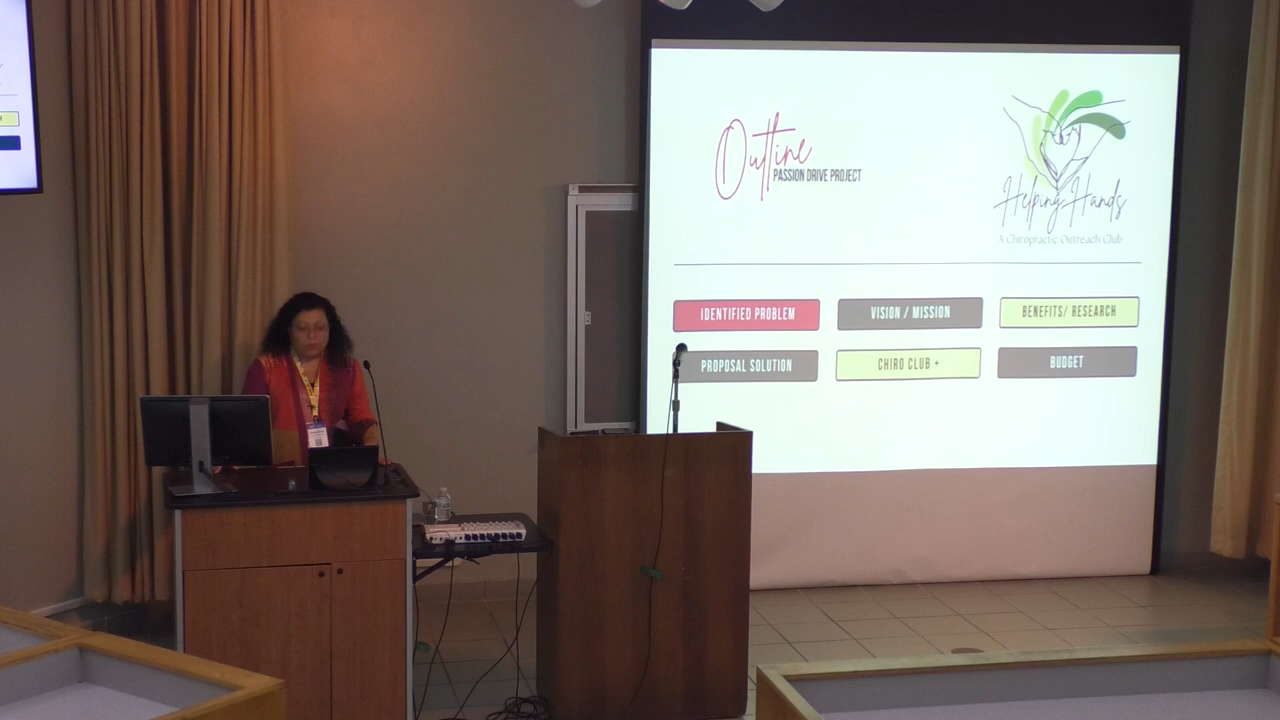 Outline
PASSION DRIVE PROJECT
Helping Hands
A Chiropractic Outreach Club
IDENTIFIED PROBLEM
VISION / MISSION
BENEFITS/ RESEARCH
PROPOSAL SOLUTION
CHIRO CLUB +
BUDGET